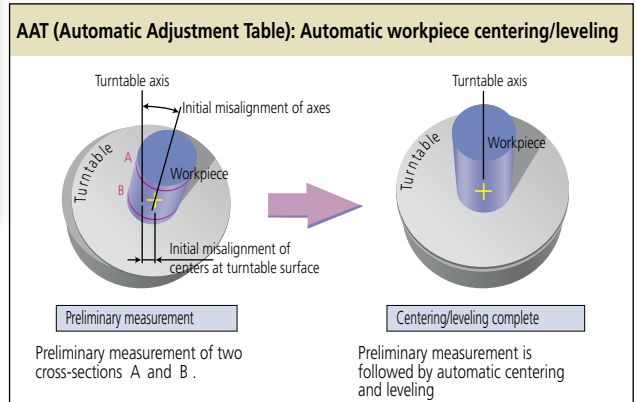 AAT (Automatic Adjustment Table): Automatic workpiece centering/leveling
Turntable axis
Initial misalignment of axes
Turntable
A
B
Workpiece
Initial misalignment of
centers at turntable surface
Preliminary measurement
Preliminary measurement of two
cross-sections A and B .
Turntable axis
Turntable
Workpiece
Centering/leveling complete
Preliminary measurement is
followed by automatic centering
and leveling